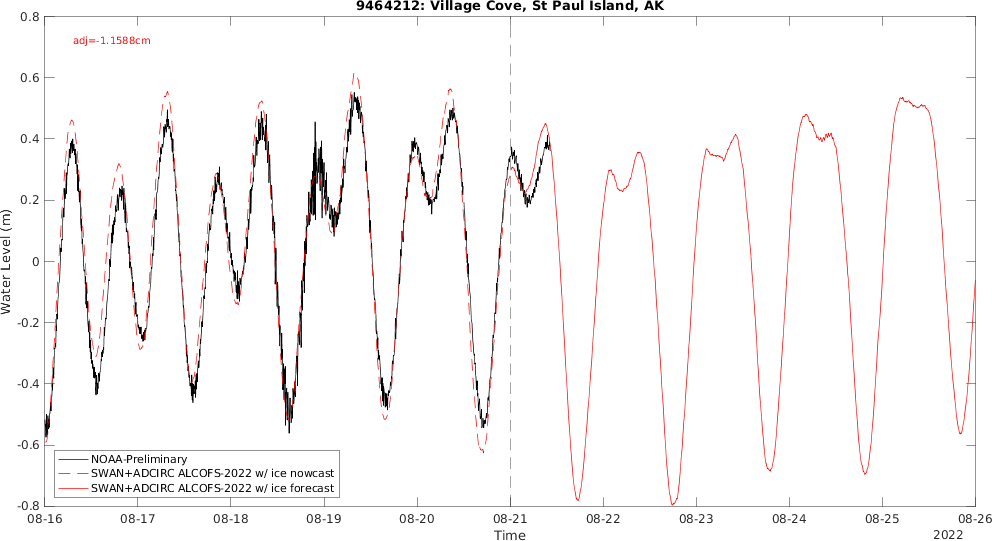 9464212: Village Cove, St Paul Island, AK
adj=-1.1588cm
0.8
0.6
0.4
0.2
0
-0.2
-0.4
-0.6
-0.8
Water Level (m)
NOAA-Preliminary
SWAN+ADCIRC ALCOFS-2022 w/ ice nowcast
SWAN+ADCIRC ALCOFS-2022 w/ ice forecast
08-16 08-17 08-18 08-19 08-20 08-21 08-22 08-23 08-24 08-25 08-26
Time
2022